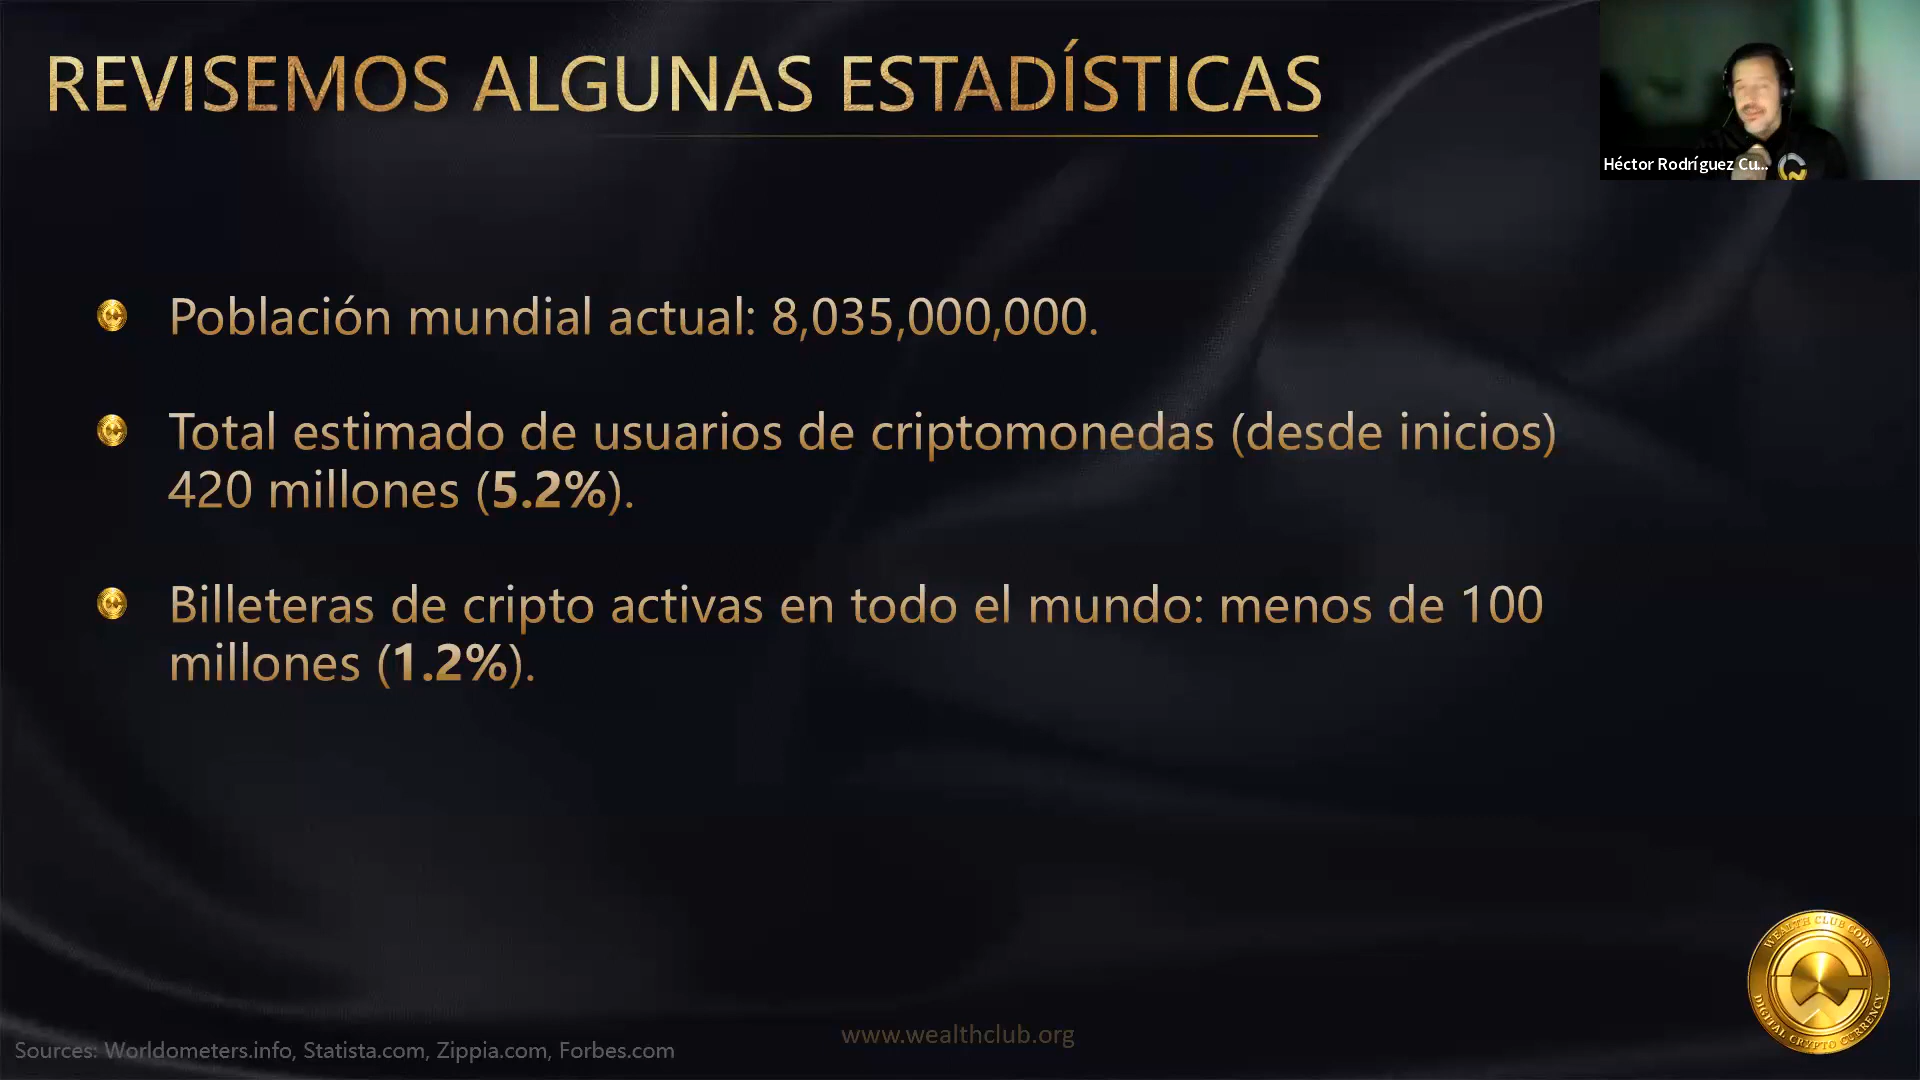 REVISEMOS ALGUNAS ESTADÍSTICAS
Héctor Rodríguez Cu...
Población mundial actual: 8,035,000,000.
Total estimado de usuarios de criptomonedas (desde inicios)
420 millones (5.2%).
Billeteras de cripto activas en todo el mundo: menos de 100
millones (1.2%).
WEALTH CLUB COIN
DIGITAL CRYPTO CURRENCY
www.wealthclub.org
Sources: Worldometers.info, Statista.com, Zippia.com, Forbes.com